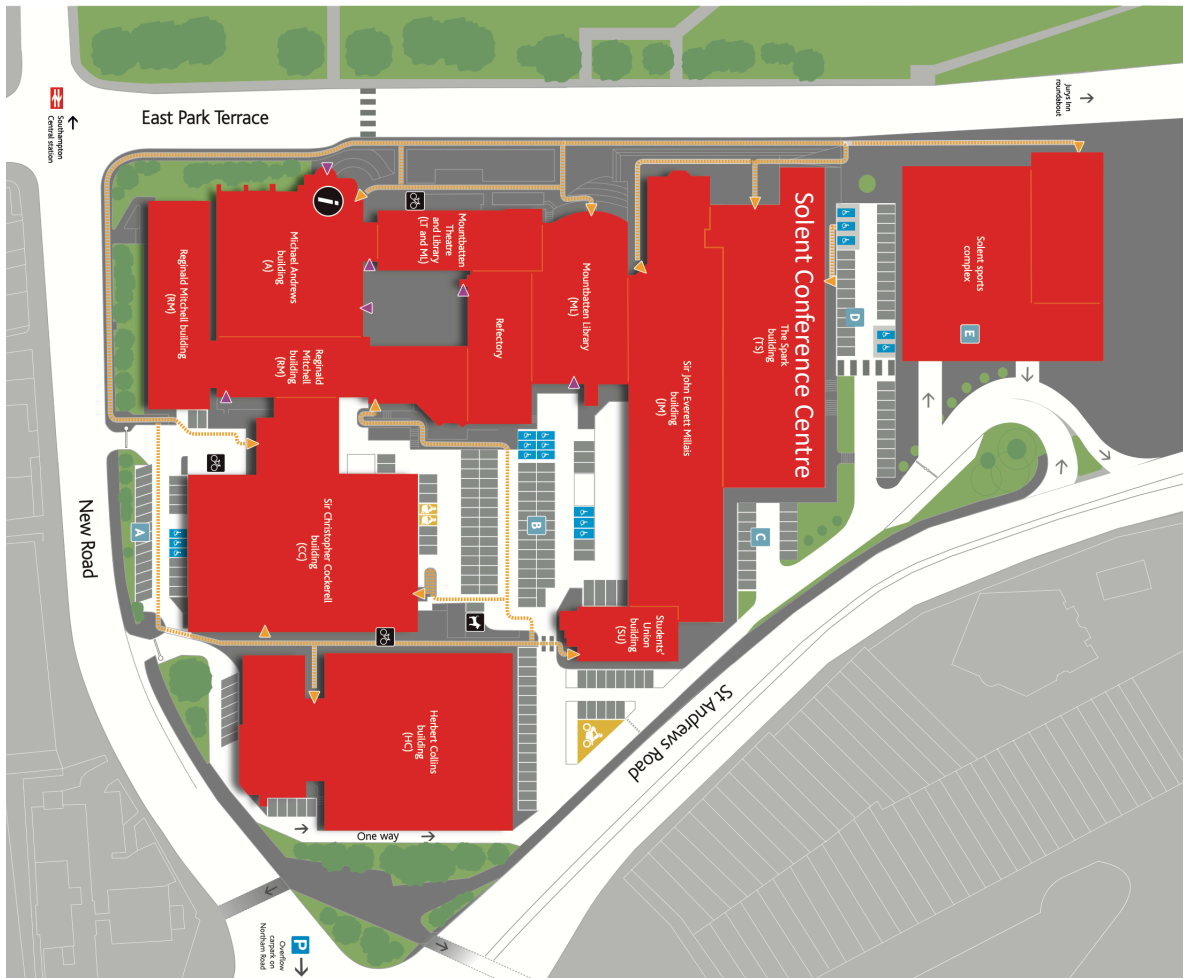 East Park Terrace
Jurys Inn
roundabout
Southampton
Central station
i
Solent Conference Centre
The Spark
building
(TS)
Solent sports
complex
E
D
Mountbatten
Theatre
and Library
(LT and ML)
Michael Andrews
building
(A)
Reginald Mitchell building
(RM)
Mountbatten Library
(ML)
Refectory
Reginald
Mitchell
building
(RM)
Sir John Everett Millais
building
(JM)
Sir Christopher Cockerell
building
(CC)
A
B
C
New Road
Students'
Union
building
(SU)
Herbert Collins
building
(HC)
St Andrews Road
One way
P
Overflow
carpark on
Northam Road